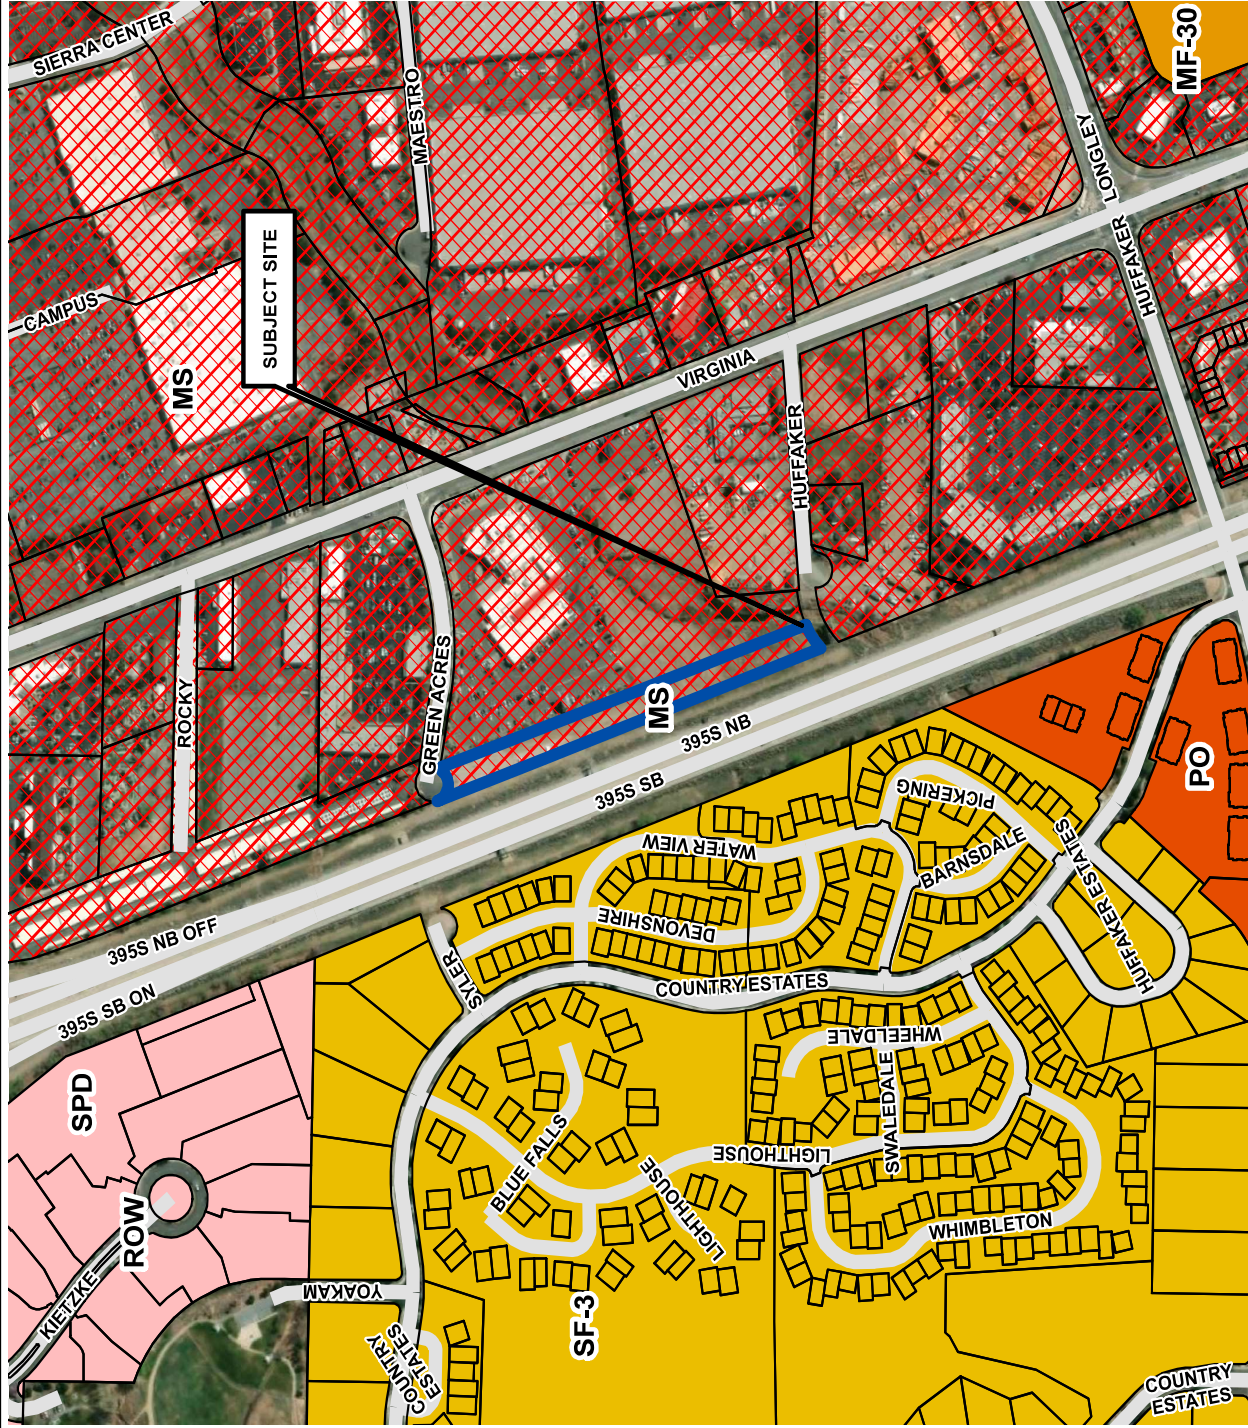 SIERRA CENTER
MAESTRO
MF-30
LONGLEY
HUFFAKER
SUBJECT SITE
CAMPUS
MS
VIRGINIA
HUFFAKER
GREEN ACRES
ROCKY
MS
395S NB
395S SB
PO
PICKERING
WATER VIEW
BARNSDALE
HUFFAKER ESTATES
HUFFAKER ESTATES
DEVONSHIRE
395S NB OFF
395S SB ON
SYLER
COUNTRY ESTATES
WHEELDALE
SWALEDALE
SPD
BLUE FALLS
LIGHTHOUSE
LIGHTHOUSE
ROW
WHIMBLETON
KIETZKE
YOAKAM
SF-3
COUNTRY
ESTATES
COUNTRY
ESTATES